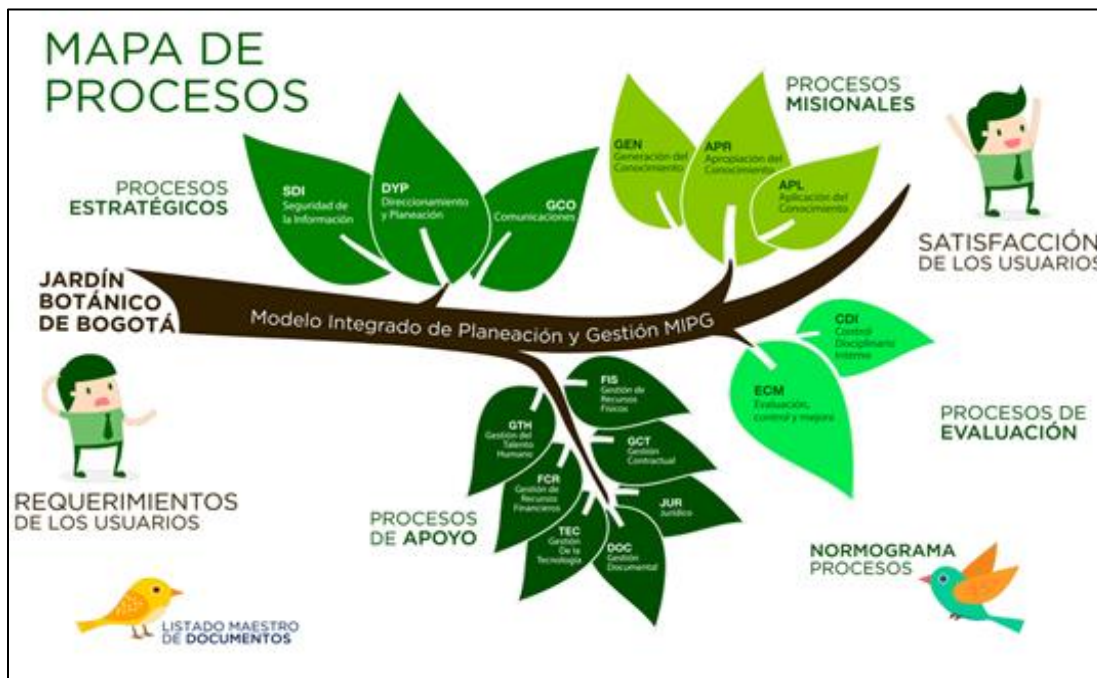 MAPA DE
PROCESOS
PROCESOS
ESTRATÉGICOS
SDI
Seguridad de
la Información
DYP
Direccionamiento
y Planeación
GCO
Comunicaciones
PROCESOS
MISIONALES
GEN
Generación del
Conocimiento
APR
Apropiación del
Conocimiento
APL
Aplicación del
Conocimiento
SATISFACCIÓN
DE LOS USUARIOS
JARDÍN
BOTÁNICO
DE BOGOTÁ
Modelo Integrado de Planeación y Gestión MIPG
CDI
Control
Disciplinario
Interno
ECM
Evaluación,
control y mejora
PROCESOS DE
EVALUACIÓN
FIS
Gestión de
Recursos
Físicos
GTH
Gestión del
Talento
Humano
GCT
Gestión
Contractual
FCR
Gestión de
Recursos
Financieros
JUR
Jurídico
TEC
Gestión
De la
Tecnología
DOC
Gestión
Documental
PROCESOS
DE APOYO
REQUERIMIENTOS
DE LOS USUARIOS
NORMOGRAMA
PROCESOS
LISTADO MAESTRO
DE DOCUMENTOS